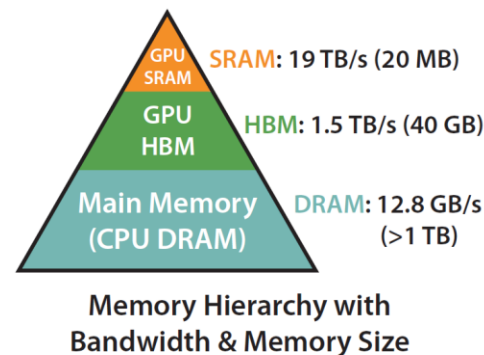 GPU
SRAM
SRAM: 19 TB/s (20 MB)
GPU
HBM
HBM: 1.5 TB/s (40 GB)
Main Memory
(CPU DRAM)
DRAM: 12.8 GB/s
(>1 TB)
Memory Hierarchy with
Bandwidth & Memory Size